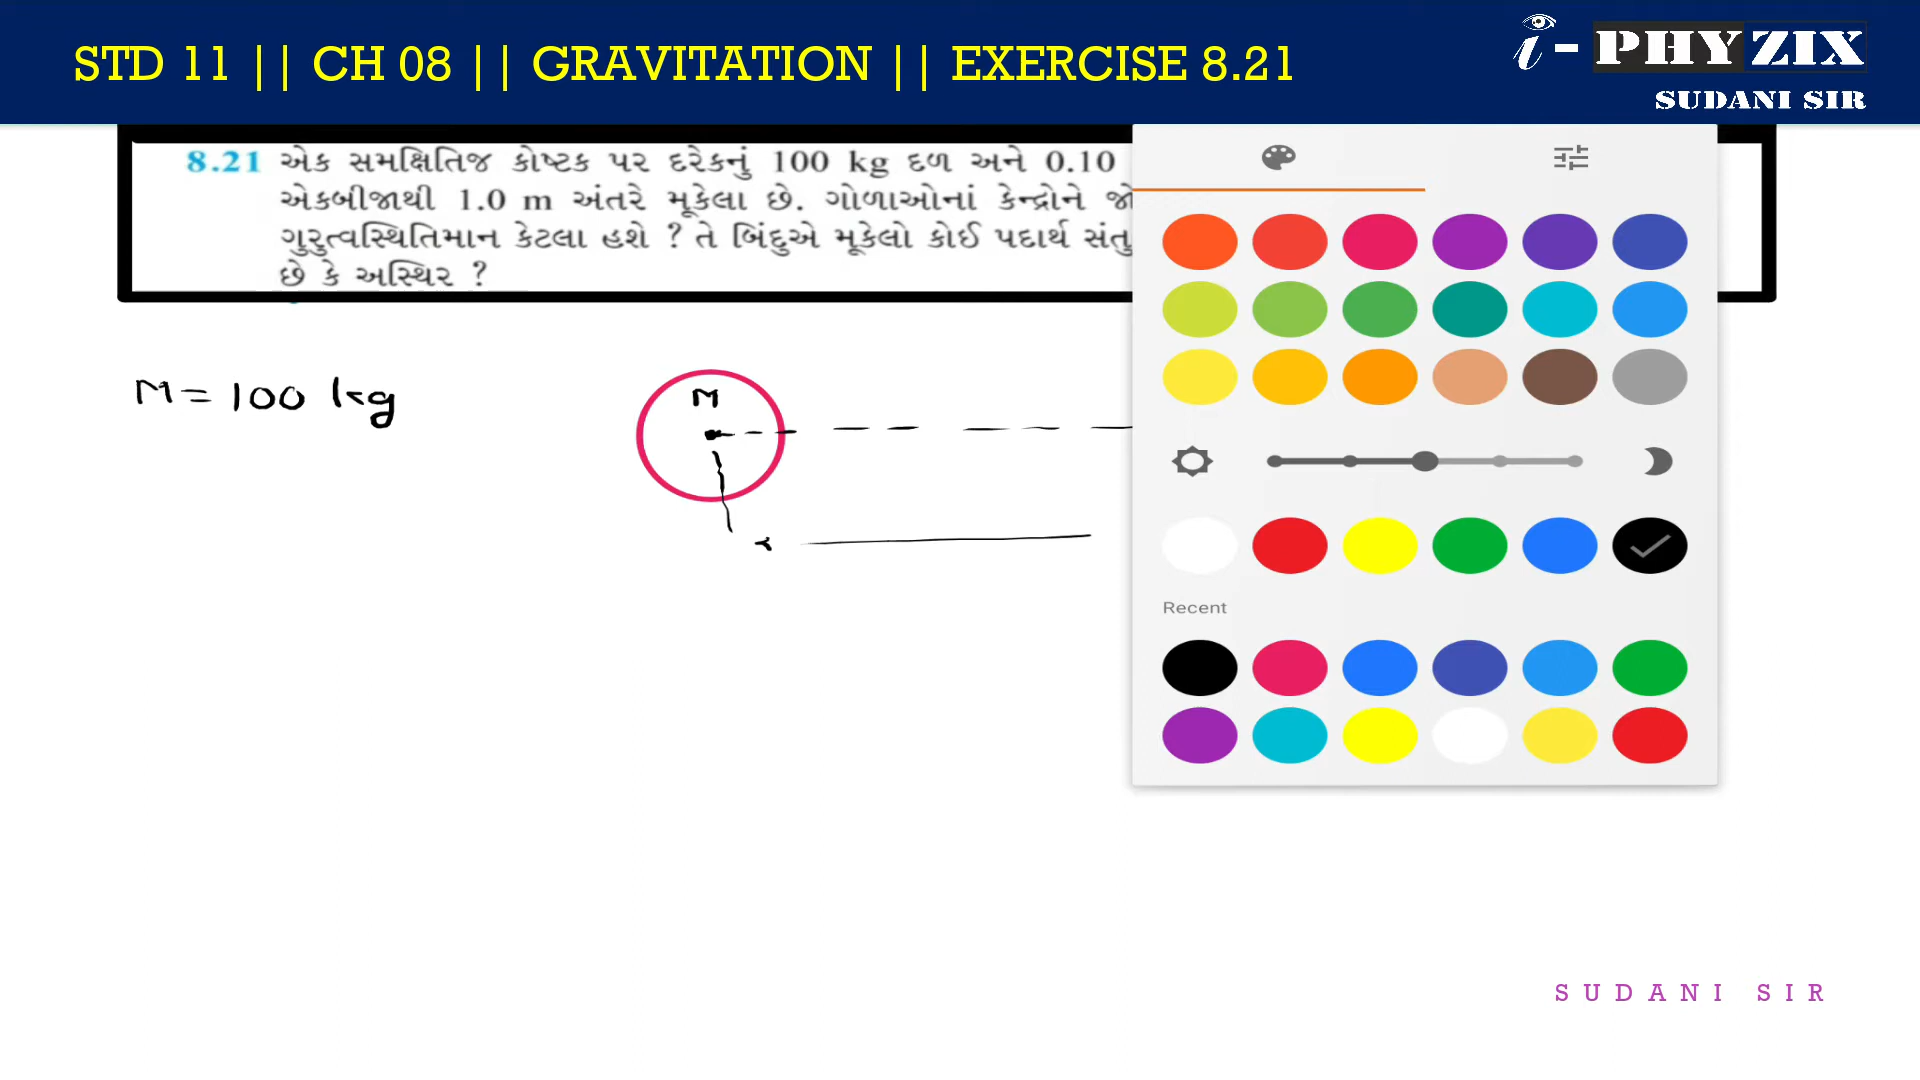 STD 11 || CH 08 || GRAVITATION || EXERCISE 8.21
i-PHYZIX
SUDANI SIR
8.21 એક સમક્ષિતિજ કોષ્ટક પર દરેકનું 100 kg દળ અને 0.10
એકબીજાથી 1.0 m અંતરે મૂકેલા છે. ગોળાઓનાં કેન્દ્રોને
ગુરુત્વસ્થિતિમાન કેટલા હશે ? તે બિંદુએ મૂકેલો કોઈ પદાર્થ
છે કે અસ્થિર ?
M = 100 kg
M
Recent
SUDANI SIR